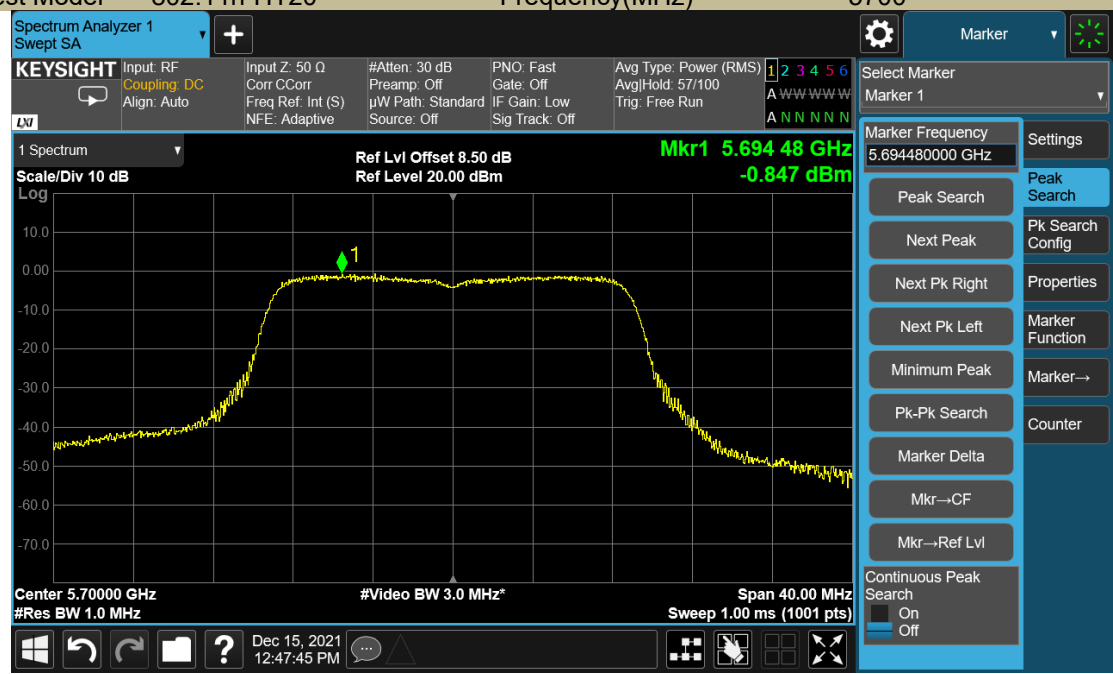 802.11n HT20 Frequency(MHz) 5700
Spectrum Analyzer 1
Swept SA
Marker
KEYSIGHT
LXI
Input: RF
Coupling: DC
Align: Auto
Input Z: 50 Ω
Corr CCorr
Freq Ref: Int (S)
NFE: Adaptive
#Atten: 30 dB
Preamp: Off
µW Path: Standard
Source: Off
PNO: Fast
Gate: Off
IF Gain: Low
Sig Track: Off
Avg Type: Power (RMS)
Avg|Hold: 57/100
Trig: Free Run
1 2 3 4 5 6
A W W W W W
A N N N N N
Select Marker
Marker 1
1 Spectrum
Scale/Div 10 dB
Log
Ref Lvl Offset 8.50 dB
Ref Level 20.00 dBm
Mkr1 5.694 48 GHz
-0.847 dBm
10.0
0.00
-10.0
-20.0
-30.0
-40.0
-50.0
-60.0
-70.0
1
Center 5.70000 GHz
#Res BW 1.0 MHz
#Video BW 3.0 MHz*
Span 40.00 MHz
Sweep 1.00 ms (1001 pts)
Marker Frequency
5.694480000 GHz
Peak Search
Next Peak
Next Pk Right
Next Pk Left
Minimum Peak
Pk-Pk Search
Marker Delta
Mkr→CF
Mkr→Ref Lvl
Continuous Peak
Search
On
Off
Settings
Peak
Search
Pk Search
Config
Properties
Marker
Function
Marker→
Counter
?
Dec 15, 2021
12:47:45 PM